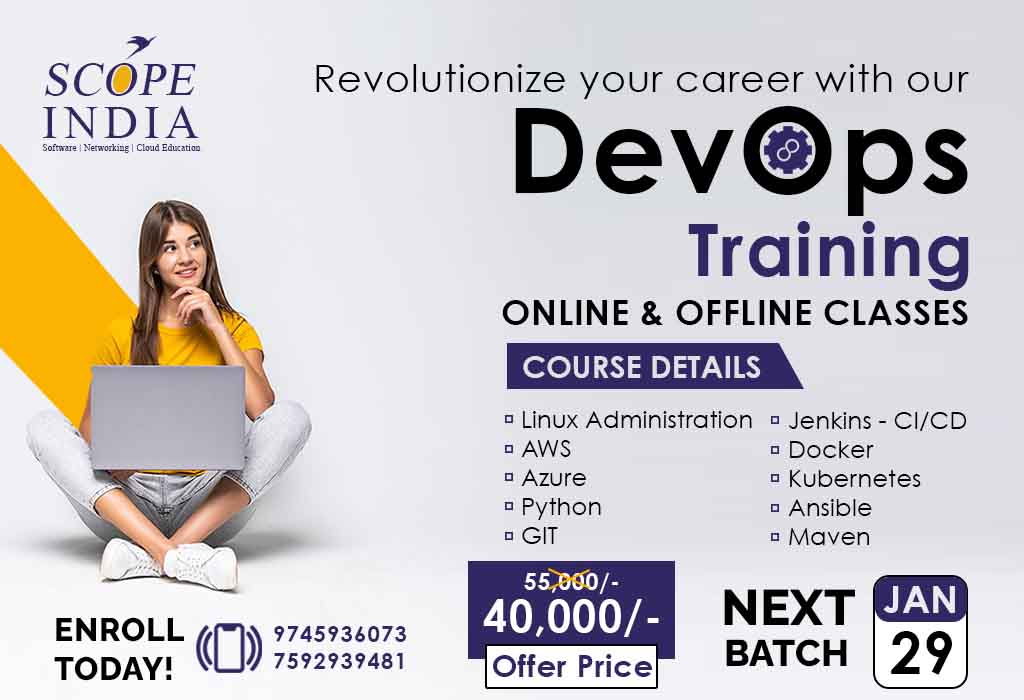 SCOPE
INDIA
Software | Networking | Cloud Education
Revolutionize your career with our
DevOps
Training
ONLINE & OFFLINE CLASSES
COURSE DETAILS
Linux Administration
AWS
Azure
Python
GIT
Jenkins - CI/CD
Docker
Kubernetes
Ansible
Maven
ENROLL
TODAY!
9745936073
7592939481
55,000/-
40,000/-
Offer Price
NEXT
BATCH
JAN
29